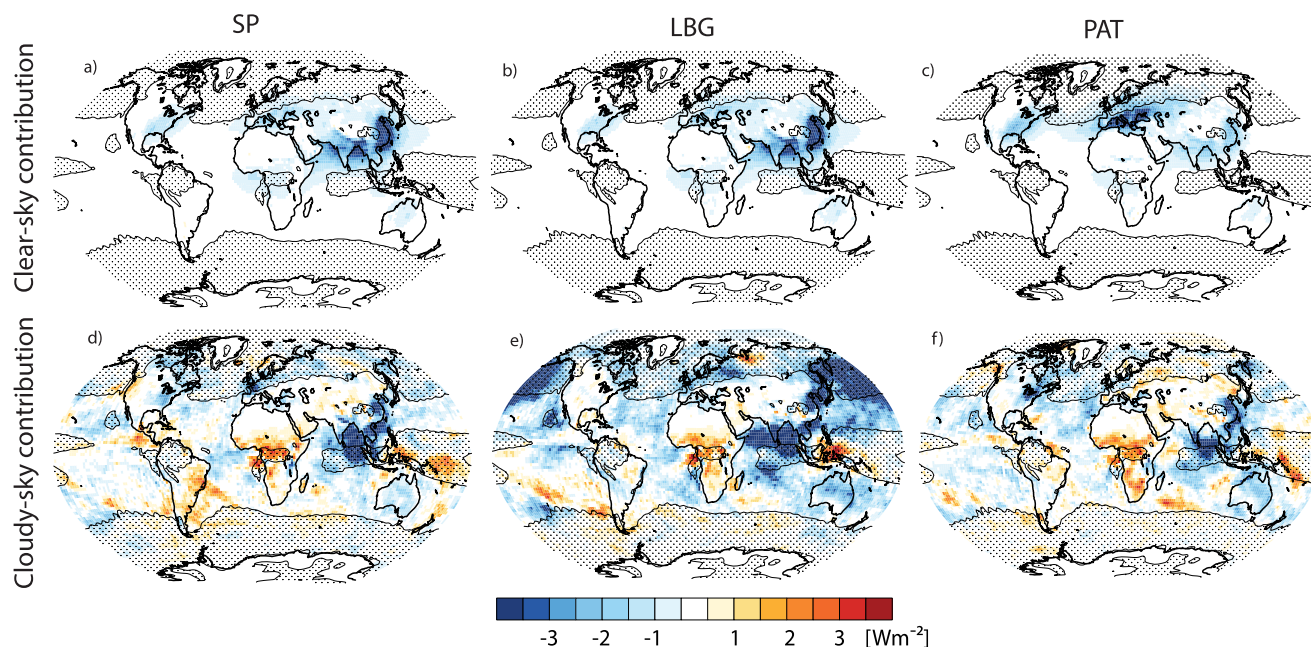 SP LBG PAT
Clear-sky contribution
a) b) c)
Cloudy-sky contribution
d) e) f)
-3 -2 -1 1 2 3 [Wm⁻²]